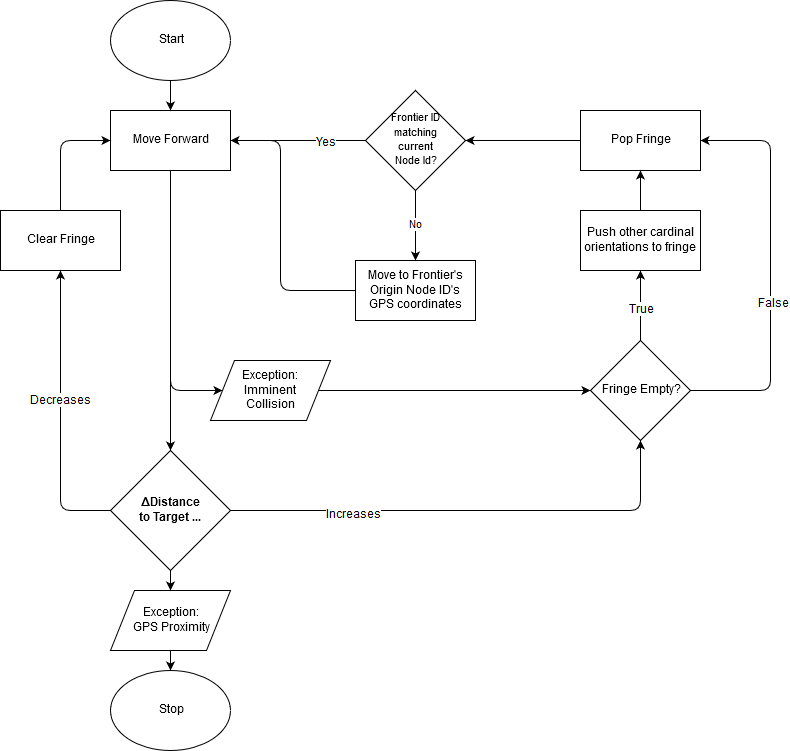 Start
Move Forward
Frontier ID
matching
current
Node Id?
Yes
No
Pop Fringe
Clear Fringe
Push other cardinal
orientations to fringe
Move to Frontier's
Origin Node ID's
GPS coordinates
True
False
Exception:
Imminent
Collision
Fringe Empty?
Decreases
ΔDistance
to Target ...
Increases
Exception:
GPS Proximity
Stop